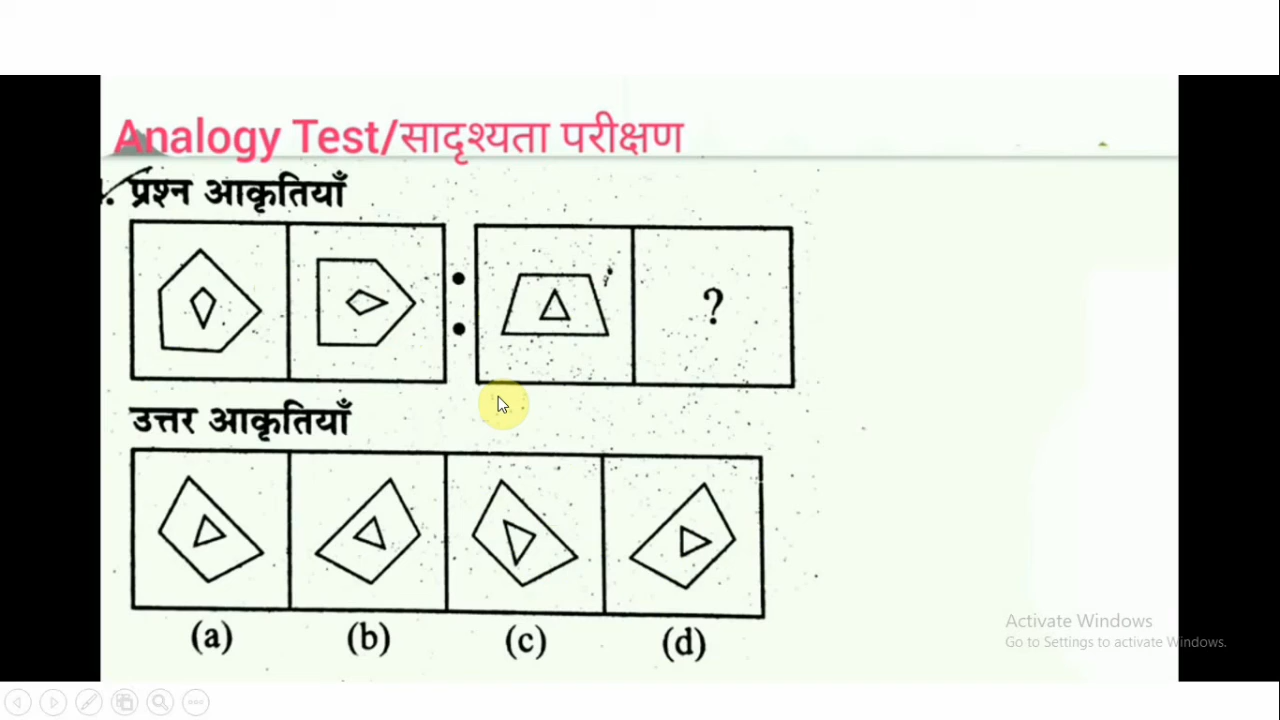 Analogy Test/सादृश्यता परीक्षण
. प्रश्न आकृतियाँ
?
उत्तर आकृतियाँ
(a) (b) (c) (d)
Activate Windows
Go to Settings to activate Windows.